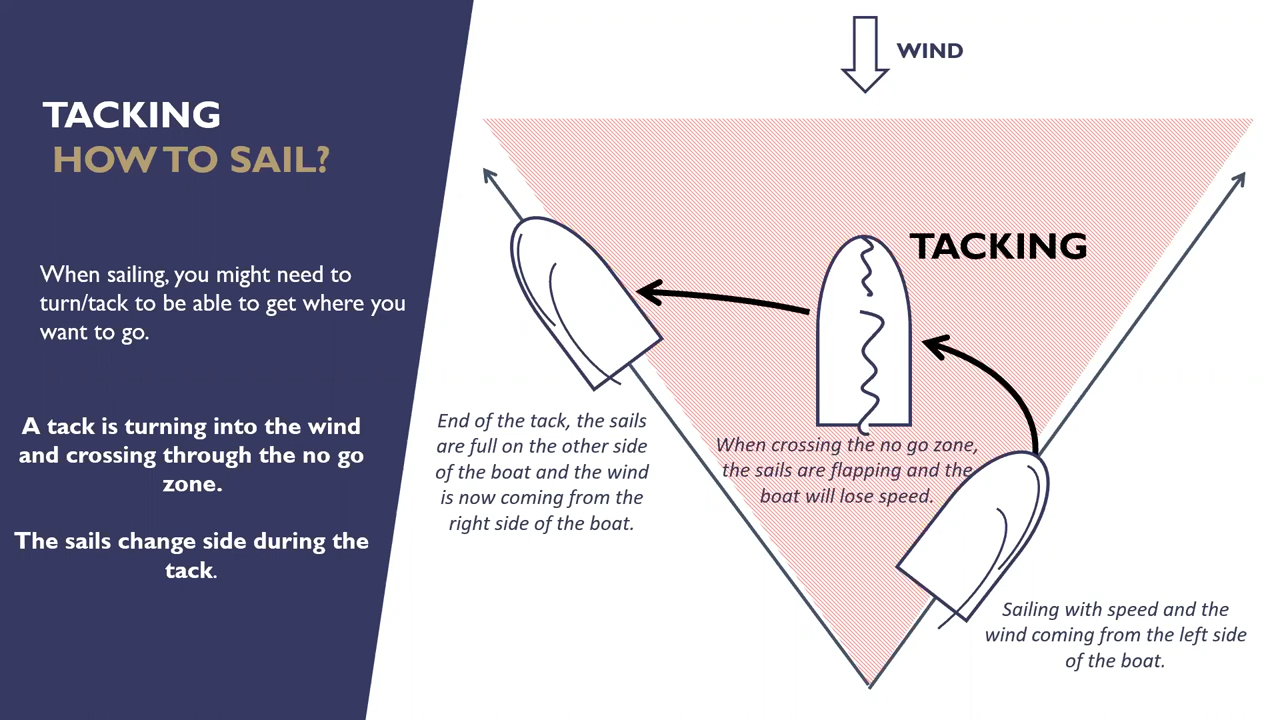 TACKING
HOW TO SAIL?
When sailing, you might need to
turn/tack to be able to get where you
want to go.
A tack is turning into the wind
and crossing through the no go
zone.
The sails change side during the
tack.
WIND
TACKING
End of the tack, the sails
are full on the other side
of the boat and the wind
is now coming from the
right side of the boat.
When crossing the no go zone,
the sails are flapping and the
boat will lose speed.
Sailing with speed and the
wind coming from the left side
of the boat.